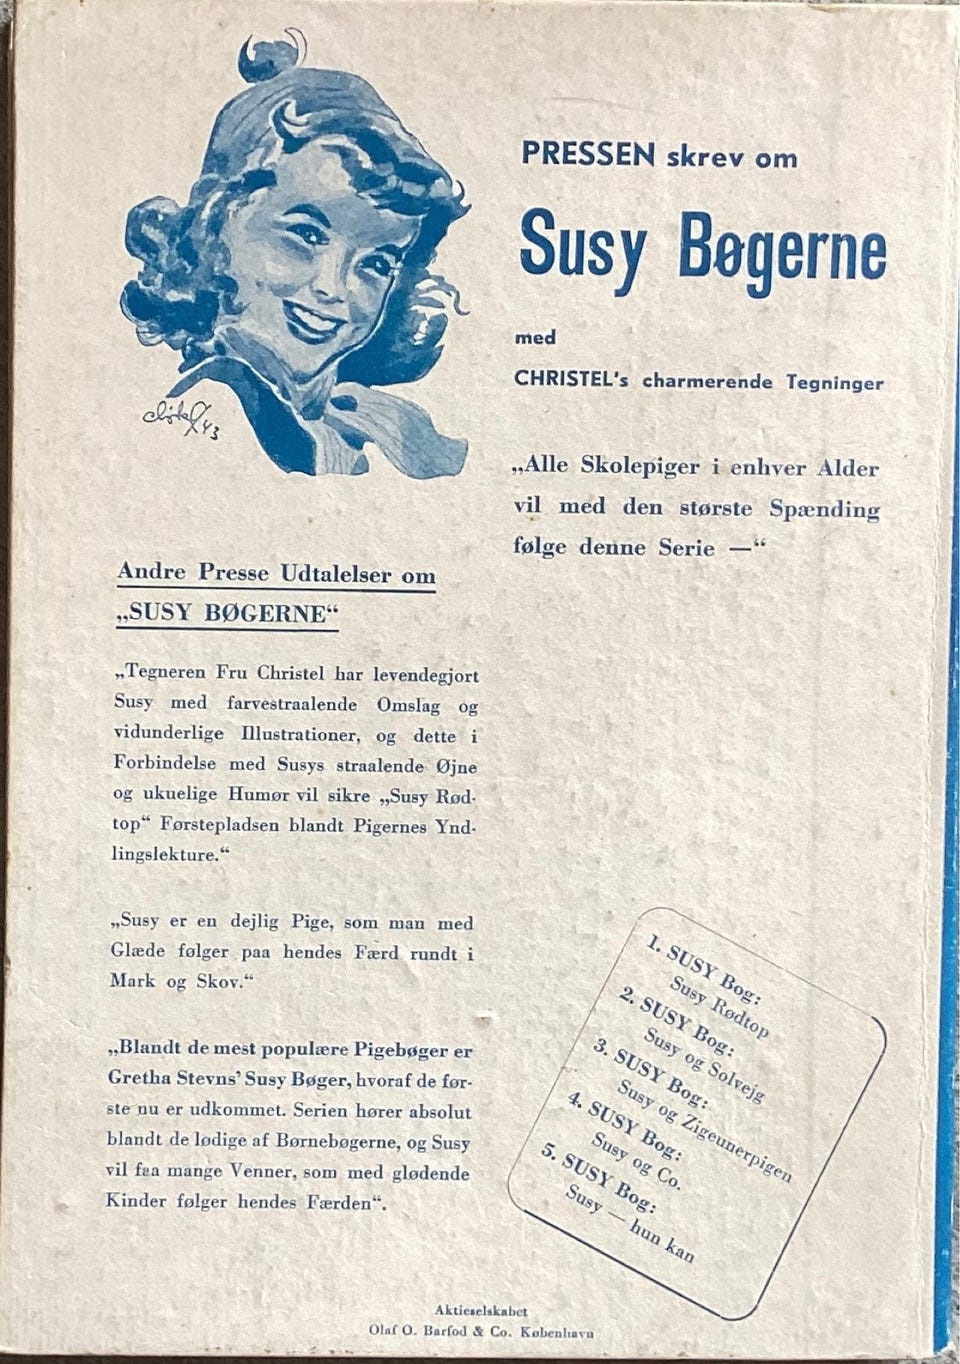 PRESSEN skrev om
Susy Bøgerne
med
CHRISTEL's charmerende Tegninger
„Alle Skolepiger i enhver Alder
vil med den største Spænding
følge denne Serie —“
Christel 43
Andre Presse Udtalelser om
„SUSY BØGERNE“
„Tegneren Fru Christel har levendegjort
Susy med farvestraalende Omslag og
vidunderlige Illustrationer, og dette i
Forbindelse med Susys straalende Øjne
og ukuelige Humør vil sikre „Susy Rød-
top“ Førstepladsen blandt Pigernes Ynd-
lingslekture.“
„Susy er en dejlig Pige, som man med
Glæde følger paa hendes Færd rundt i
Mark og Skov.“
„Blandt de mest populære Pigebøger er
Gretha Stevns' Susy Bøger, hvoraf de før-
ste nu er udkommet. Serien hører absolut
blandt de lødige af Børnebøgerne, og Susy
vil faa mange Venner, som med glødende
Kinder følger hendes Færden“.
1. SUSY Bog:
Susy Rødtop
2. SUSY Bog:
Susy og Solvejg
3. SUSY Bog:
Susy og Zigeunerpigen
4. SUSY Bog:
Susy og Co.
5. SUSY Bog:
Susy — hun kan
Aktieselskabet
Olaf O. Barfod & Co. København